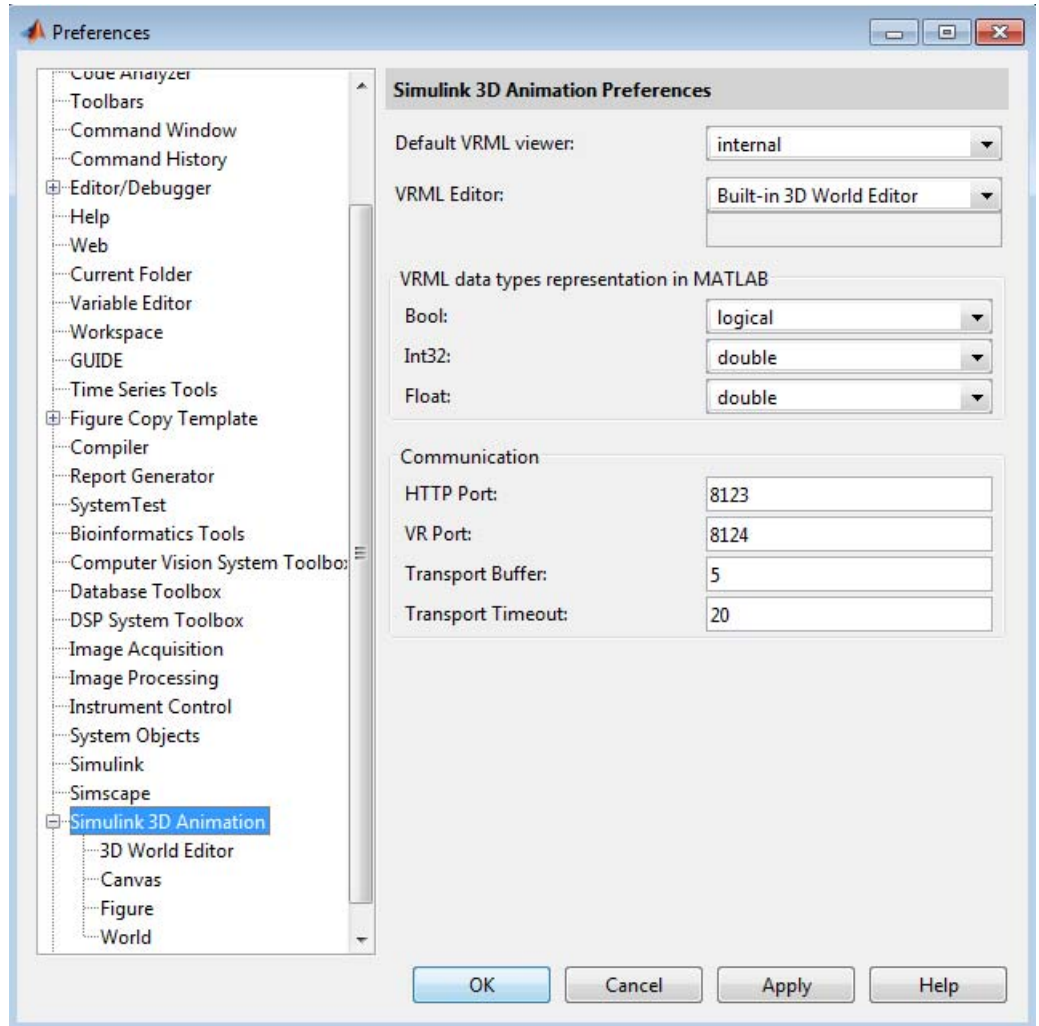 Preferences
Code Analyzer
Toolbars
Command Window
Command History
Editor/Debugger
Help
Web
Current Folder
Variable Editor
Workspace
GUIDE
Time Series Tools
Figure Copy Template
Compiler
Report Generator
SystemTest
Bioinformatics Tools
Computer Vision System Toolbox
Database Toolbox
DSP System Toolbox
Image Acquisition
Image Processing
Instrument Control
System Objects
Simulink
Simscape
Simulink 3D Animation
3D World Editor
Canvas
Figure
World
Simulink 3D Animation Preferences
Default VRML viewer: internal
VRML Editor: Built-in 3D World Editor
VRML data types representation in MATLAB
Bool: logical
Int32: double
Float: double
Communication
HTTP Port: 8123
VR Port: 8124
Transport Buffer: 5
Transport Timeout: 20
OK Cancel Apply Help